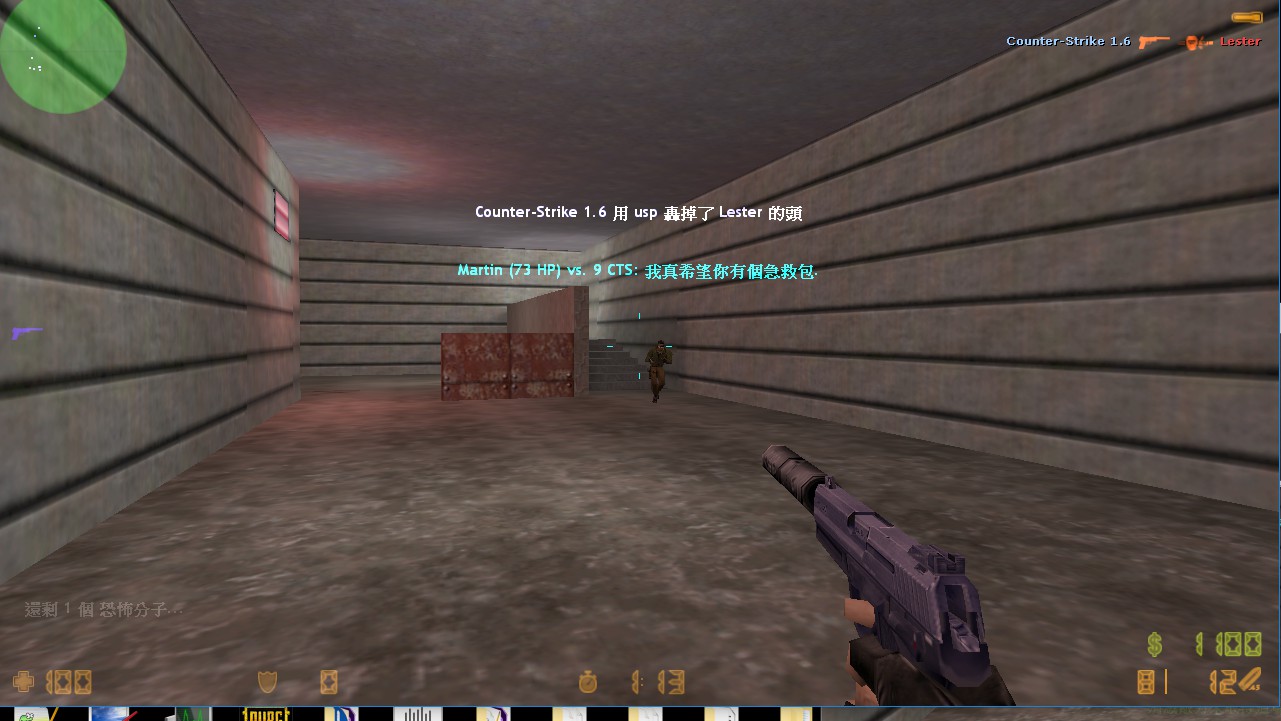 Counter-Strike 1.6 Lester
Counter-Strike 1.6 用 usp 轟掉了 Lester 的頭
Martin (73 HP) vs. 9 CTS: 我真希望你有個急救包.
還剩 1 個 恐怖分子...
$ 1100
100 0 1:13 8 | 12